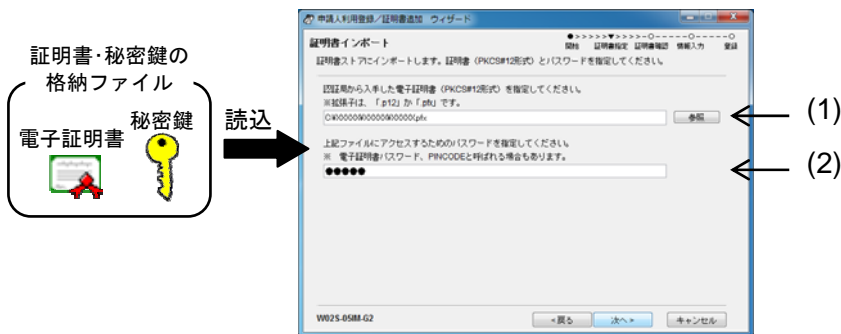 証明書･秘密鍵の
格納ファイル
電子証明書
秘密鍵
読込
申請人利用登録／証明書追加 ウィザード
証明書インポート
●>>>>>▼>>>>-○-----○-----○
開始 証明書指定 証明書確認 情報入力 登録
証明書ストアにインポートします。証明書（PKCS#12形式）とパスワードを指定してください。
認証局から入手した電子証明書（PKCS#12形式）を指定してください。
※拡張子は、「.p12」か「.pfx」です。
参照
(1)
上記ファイルにアクセスするためのパスワードを指定してください。
※ 電子証明書パスワード、PINCODEと呼ばれる場合もあります。
●●●●●
(2)
W02S-05IM-G2
<戻る
次へ>
キャンセル